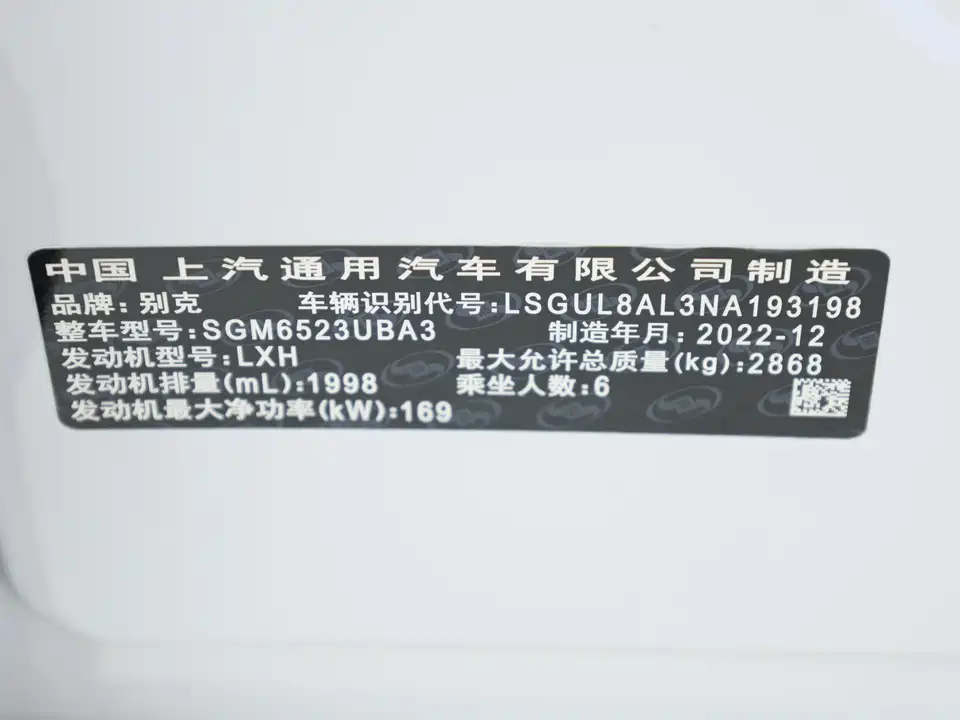 中国 上汽通用汽车有限公司制造
品牌: 别克 车辆识别代号:LSGUL8AL3NA193198
整车型号:SGM6523UBA3 制造年月: 2022-12
发动机型号:LXH 最大允许总质量(kg):2868
发动机排量(mL):1998 乘坐人数:6
发动机最大净功率(kW):169